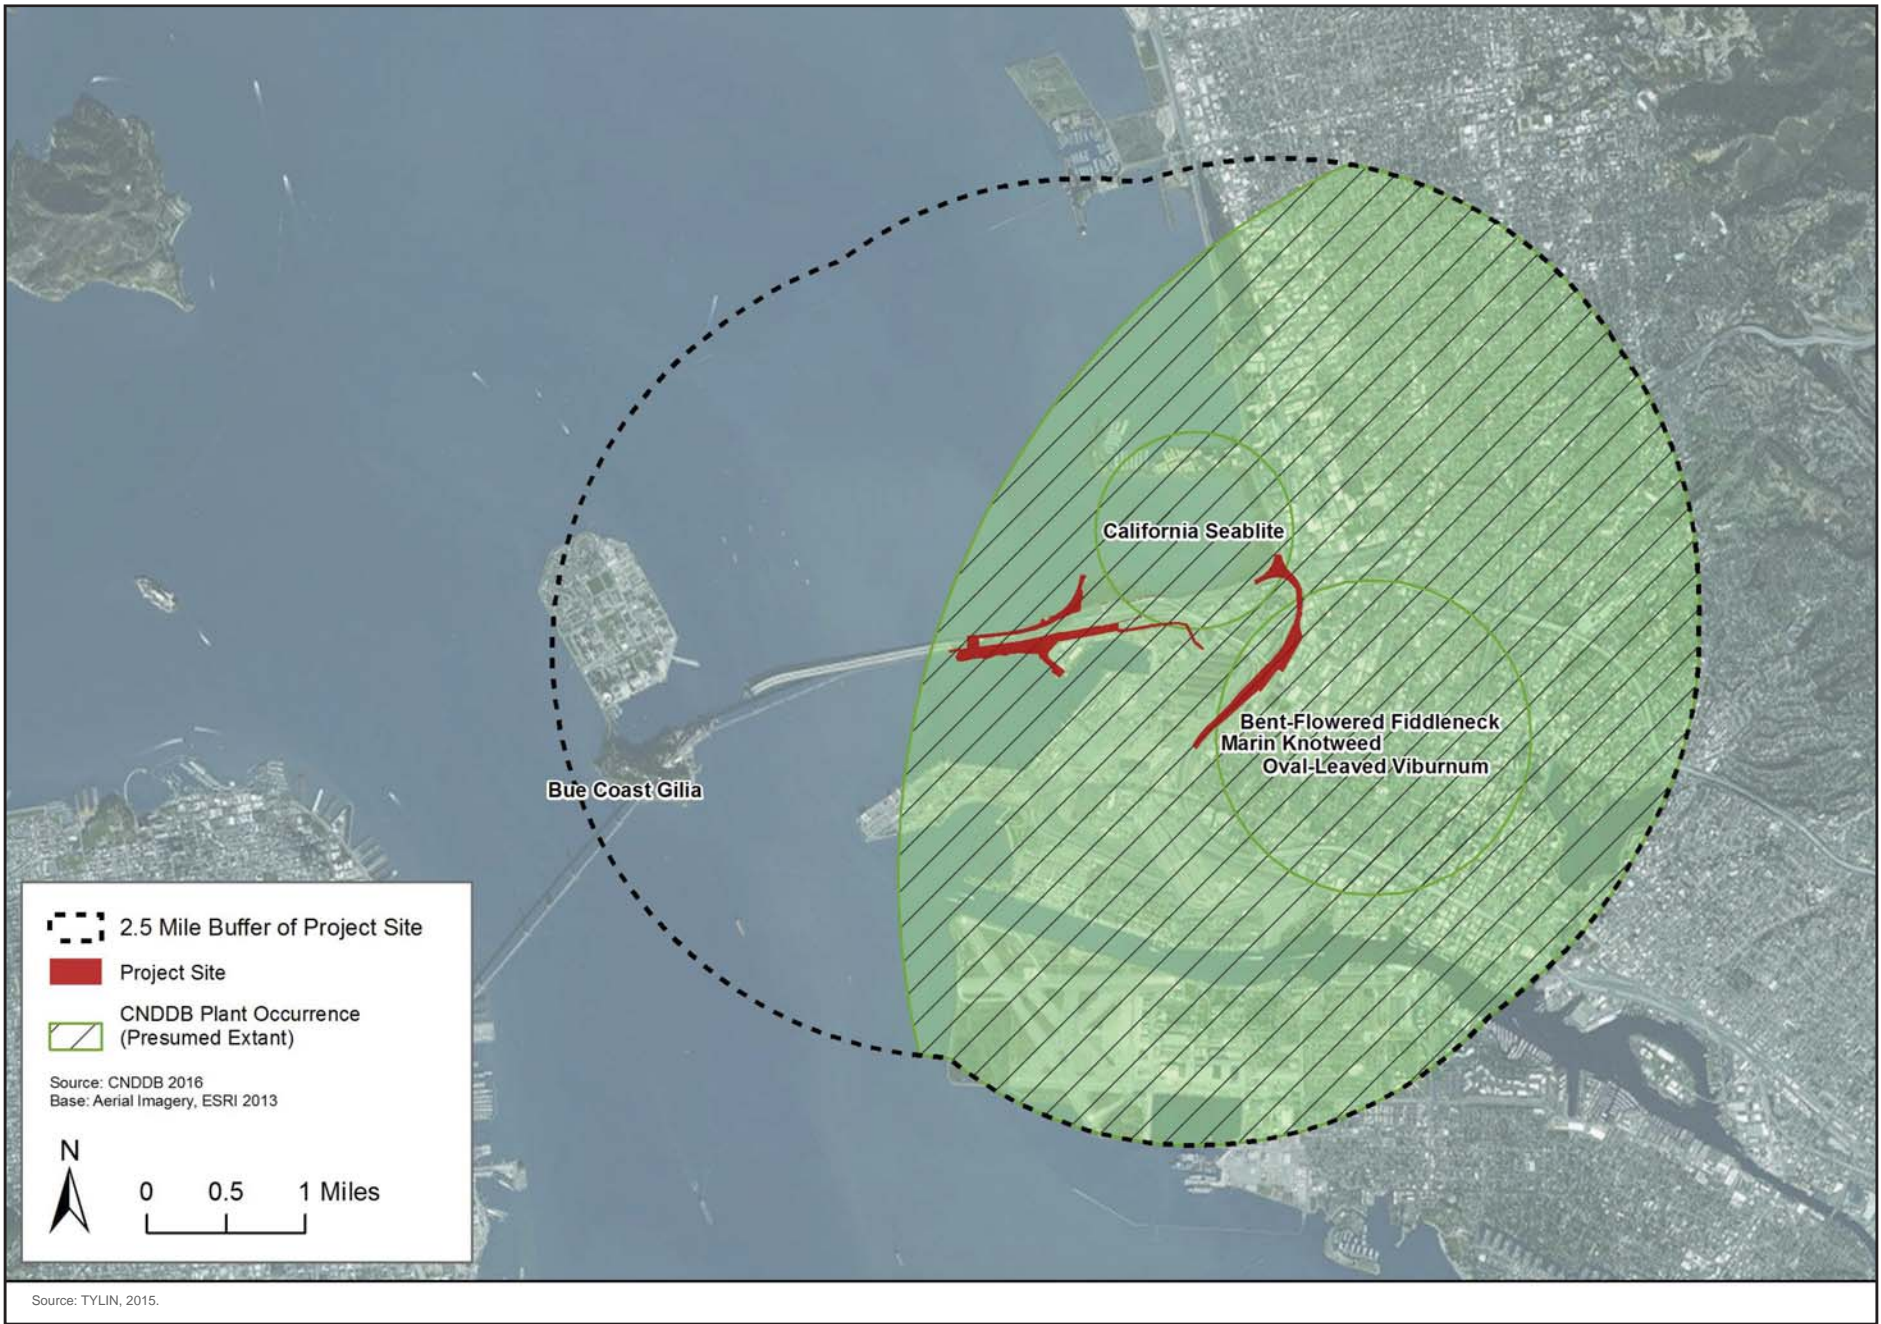 California Seablite
Bent-Flowered Fiddleneck
Marin Knotweed
Oval-Leaved Viburnum
Bue Coast Gilia
2.5 Mile Buffer of Project Site
Project Site
CNDDB Plant Occurrence
(Presumed Extant)
Source: CNDDB 2016
Base: Aerial Imagery, ESRI 2013
N
0 0.5 1 Miles
Source: TYLIN, 2015.